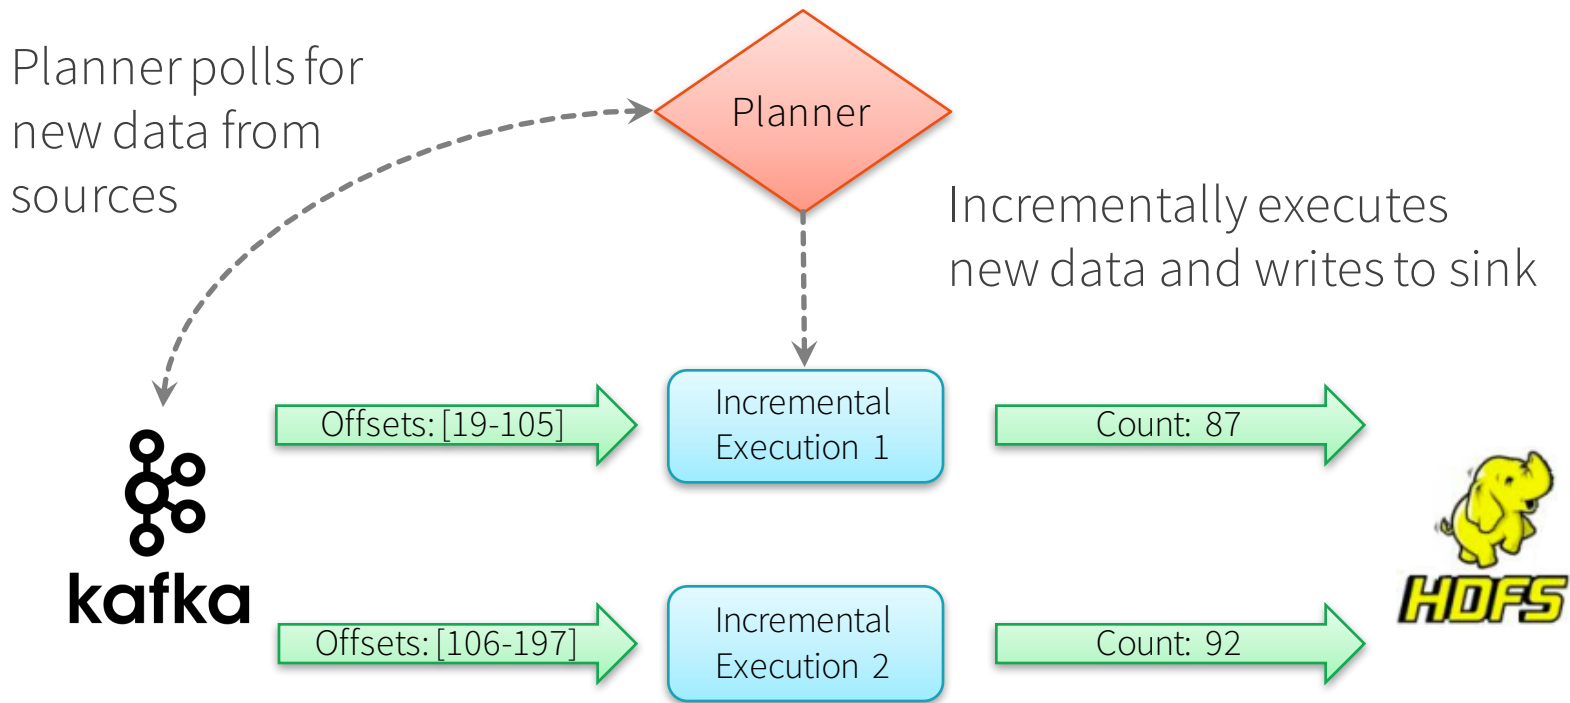 Planner polls for
new data from
sources
Planner
Incrementally executes
new data and writes to sink
Offsets: [19-105]
Incremental
Execution 1
Count: 87
kafka
HDFS
Offsets: [106-197]
Incremental
Execution 2
Count: 92